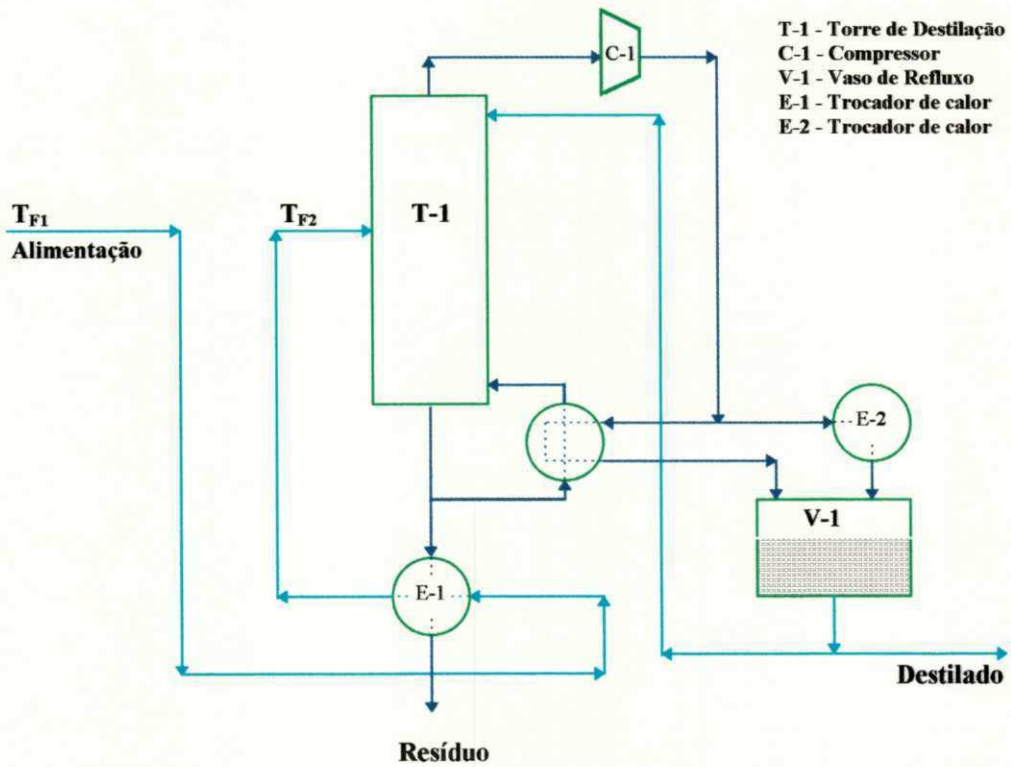 T-1 - Torre de Destilação
C-1 - Compressor
V-1 - Vaso de Refluxo
E-1 - Trocador de calor
E-2 - Trocador de calor
C-1
T-1
TF1
Alimentação
TF2
E-2
V-1
E-1
Destilado
Resíduo